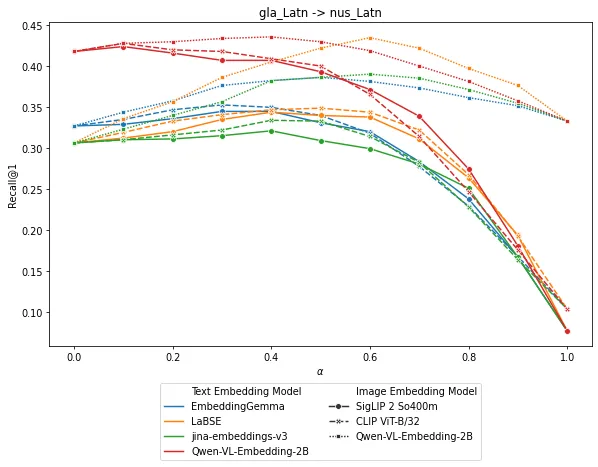 gla_Latn -> nus_Latn
Recall@1
0.45
0.40
0.35
0.30
0.25
0.20
0.15
0.10
0.0 0.2 0.4 0.6 0.8 1.0
α
Text Embedding Model Image Embedding Model
EmbeddingGemma SigLIP 2 So400m
LaBSE CLIP ViT-B/32
jina-embeddings-v3 Qwen-VL-Embedding-2B
Qwen-VL-Embedding-2B